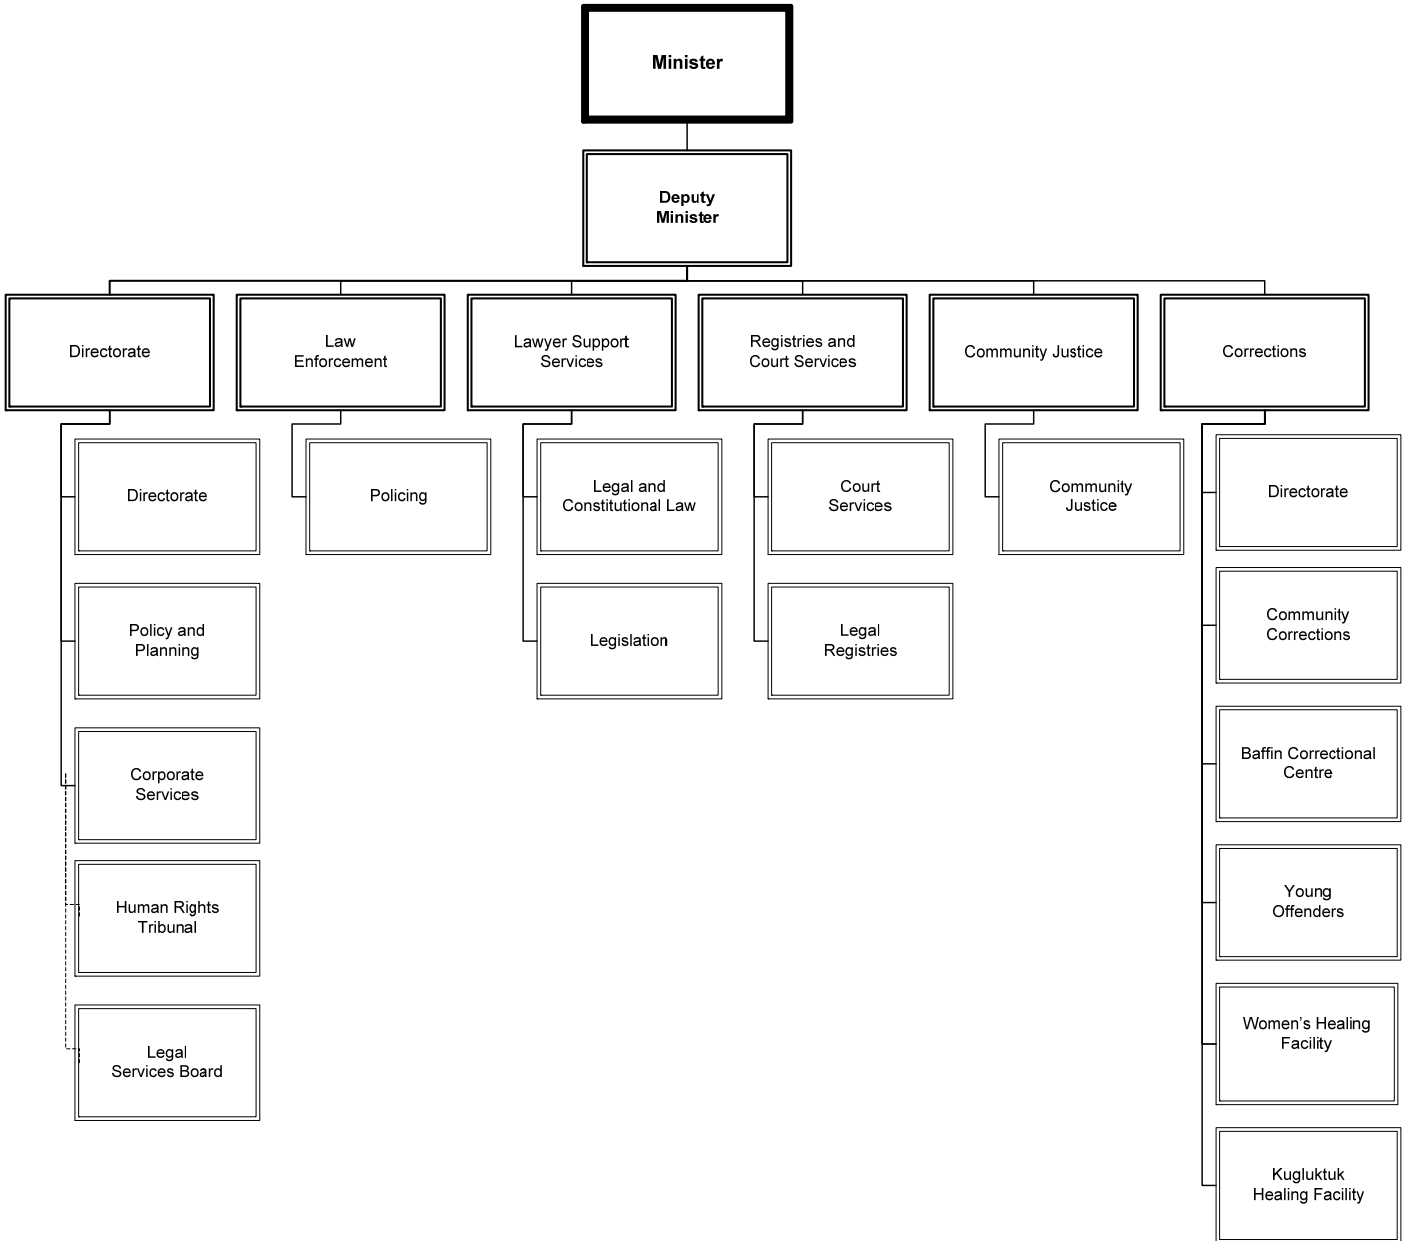 Minister
Deputy
Minister
Directorate
Law
Enforcement
Lawyer Support
Services
Registries and
Court Services
Community Justice
Corrections
Directorate
Policy and
Planning
Corporate
Services
Human Rights
Tribunal
Legal
Services Board
Policing
Legal and
Constitutional Law
Legislation
Court
Services
Legal
Registries
Community
Justice
Directorate
Community
Corrections
Baffin Correctional
Centre
Young
Offenders
Women’s Healing
Facility
Kugluktuk
Healing Facility